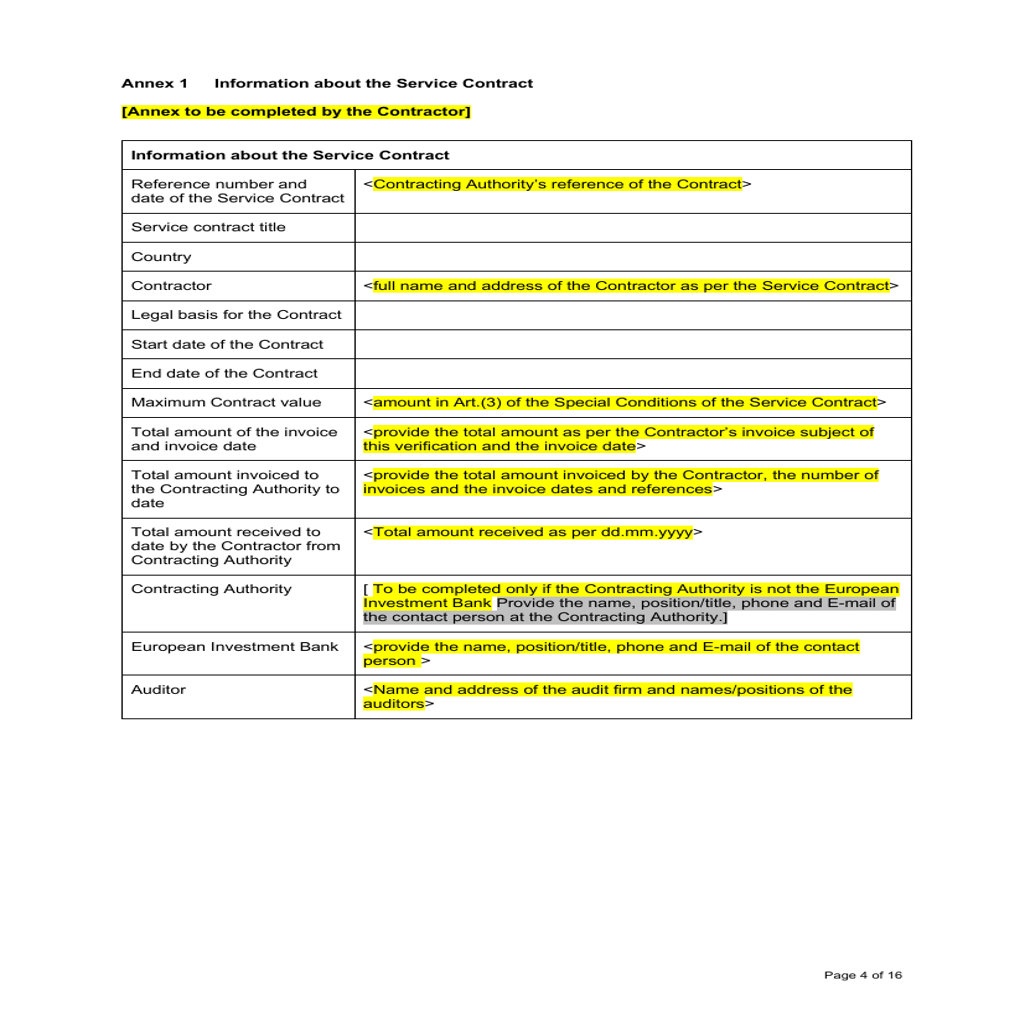 Annex 1 Information about the Service Contract
[Annex to be completed by the Contractor]
Information about the Service Contract
Reference number and
date of the Service Contract
<Contracting Authority's reference of the Contract>
Service contract title
Country
Contractor
<full name and address of the Contractor as per the Service Contract>
Legal basis for the Contract
Start date of the Contract
End date of the Contract
Maximum Contract value
<amount in Art.(3) of the Special Conditions of the Service Contract>
Total amount of the invoice
and invoice date
<provide the total amount as per the Contractor's invoice subject of
this verification and the invoice date>
Total amount invoiced to
the Contracting Authority to
date
<provide the total amount invoiced by the Contractor, the number of
invoices and the invoice dates and references>
Total amount received to
date by the Contractor from
Contracting Authority
<Total amount received as per dd.mm.yyyy>
Contracting Authority
[ To be completed only if the Contracting Authority is not the European
Investment Bank Provide the name, position/title, phone and E-mail of
the contact person at the Contracting Authority.]
European Investment Bank
<provide the name, position/title, phone and E-mail of the contact
person >
Auditor
<Name and address of the audit firm and names/positions of the
auditors>
Page 4 of 16